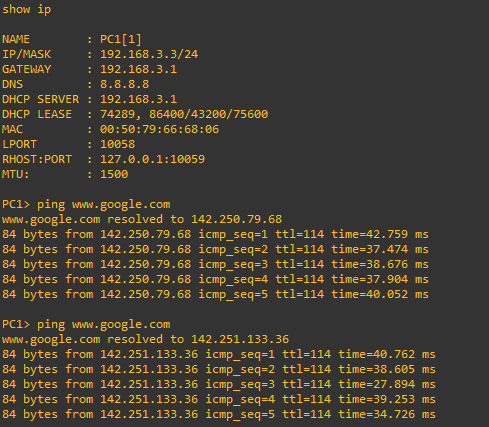 show ip
NAME : PC1[1]
IP/MASK : 192.168.3.3/24
GATEWAY : 192.168.3.1
DNS : 8.8.8.8
DHCP SERVER : 192.168.3.1
DHCP LEASE : 74289, 86400/43200/75600
MAC : 00:50:79:66:68:06
LPORT : 10058
RHOST:PORT : 127.0.0.1:10059
MTU: : 1500
PC1> ping www.google.com
www.google.com resolved to 142.250.79.68
84 bytes from 142.250.79.68 icmp_seq=1 ttl=114 time=42.759 ms
84 bytes from 142.250.79.68 icmp_seq=2 ttl=114 time=37.474 ms
84 bytes from 142.250.79.68 icmp_seq=3 ttl=114 time=38.676 ms
84 bytes from 142.250.79.68 icmp_seq=4 ttl=114 time=37.904 ms
84 bytes from 142.250.79.68 icmp_seq=5 ttl=114 time=40.052 ms
PC1> ping www.google.com
www.google.com resolved to 142.251.133.36
84 bytes from 142.251.133.36 icmp_seq=1 ttl=114 time=40.762 ms
84 bytes from 142.251.133.36 icmp_seq=2 ttl=114 time=38.605 ms
84 bytes from 142.251.133.36 icmp_seq=3 ttl=114 time=27.894 ms
84 bytes from 142.251.133.36 icmp_seq=4 ttl=114 time=39.253 ms
84 bytes from 142.251.133.36 icmp_seq=5 ttl=114 time=34.726 ms